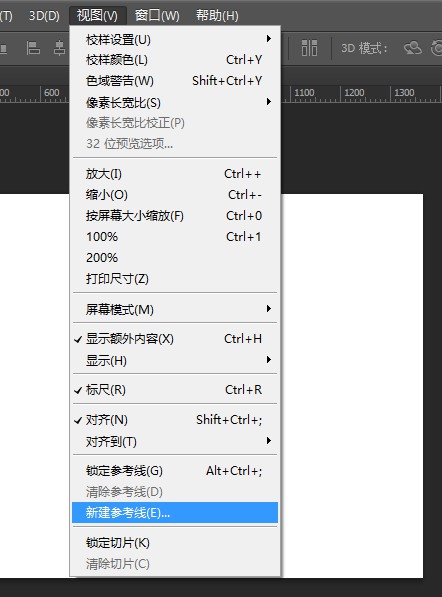 (T) 3D(D) 视图(V) 窗口(W) 帮助(H)
3D 模式:
600 1100 1200 1300
校样设置(U)
校样颜色(L) Ctrl+Y
色域警告(W) Shift+Ctrl+Y
像素长宽比(S)
像素长宽比校正(P)
32 位预览选项...
放大(I) Ctrl++
缩小(O) Ctrl+-
按屏幕大小缩放(F) Ctrl+0
100% Ctrl+1
200%
打印尺寸(Z)
屏幕模式(M)
显示额外内容(X) Ctrl+H
显示(H)
标尺(R) Ctrl+R
对齐(N) Shift+Ctrl+;
对齐到(T)
锁定参考线(G) Alt+Ctrl+;
清除参考线(D)
新建参考线(E)...
锁定切片(K)
清除切片(C)